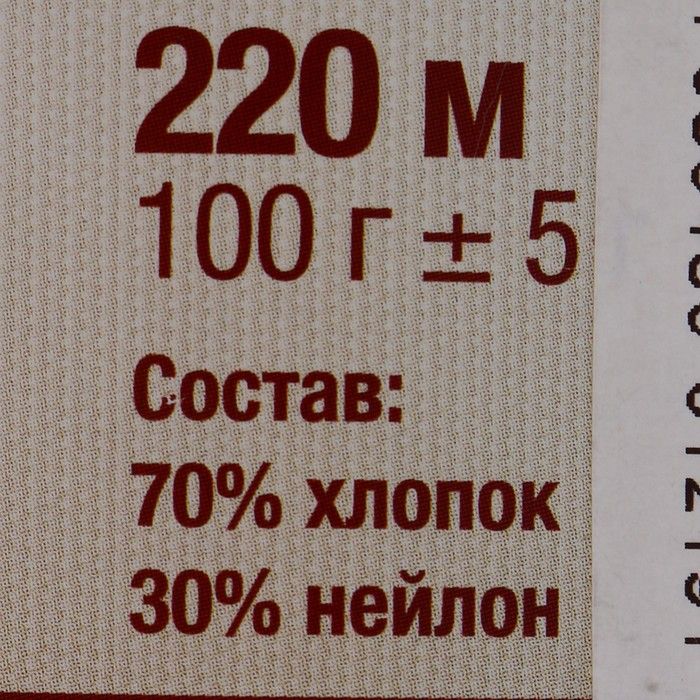 220 м
100 г ± 5
Состав:
70% хлопок
30% нейлон